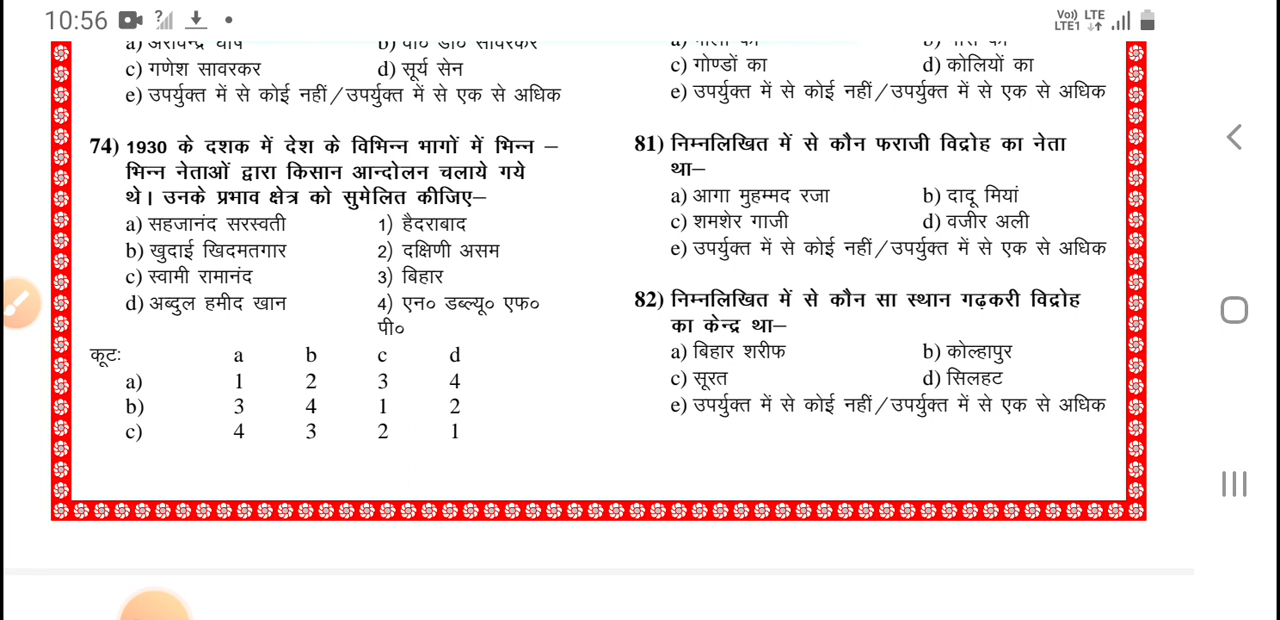 10:56
Vo)) LTE
LTE1
c) गणेश सावरकर d) सूर्य सेन
e) उपर्युक्त में से कोई नहीं/उपर्युक्त में से एक से अधिक
74) 1930 के दशक में देश के विभिन्न भागों में भिन्न –
भिन्न नेताओं द्वारा किसान आन्दोलन चलाये गये
थे। उनके प्रभाव क्षेत्र को सुमेलित कीजिए–
a) सहजानंद सरस्वती 1) हैदराबाद
b) खुदाई खिदमतगार 2) दक्षिणी असम
c) स्वामी रामानंद 3) बिहार
d) अब्दुल हमीद खान 4) एन० डब्ल्यू० एफ०
पी०
कूटः a b c d
a) 1 2 3 4
b) 3 4 1 2
c) 4 3 2 1
c) गोण्डों का d) कोलियों का
e) उपर्युक्त में से कोई नहीं/उपर्युक्त में से एक से अधिक
81) निम्नलिखित में से कौन फराजी विद्रोह का नेता
था–
a) आगा मुहम्मद रजा b) दादू मियां
c) शमशेर गाजी d) वजीर अली
e) उपर्युक्त में से कोई नहीं/उपर्युक्त में से एक से अधिक
82) निम्नलिखित में से कौन सा स्थान गढ़करी विद्रोह
का केन्द्र था–
a) बिहार शरीफ b) कोल्हापुर
c) सूरत d) सिलहट
e) उपर्युक्त में से कोई नहीं/उपर्युक्त में से एक से अधिक